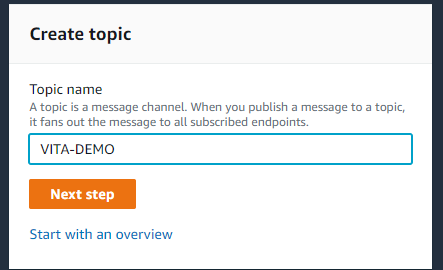 Create topic
Topic name
A topic is a message channel. When you publish a message to a topic,
it fans out the message to all subscribed endpoints.
VITA-DEMO
Next step
Start with an overview